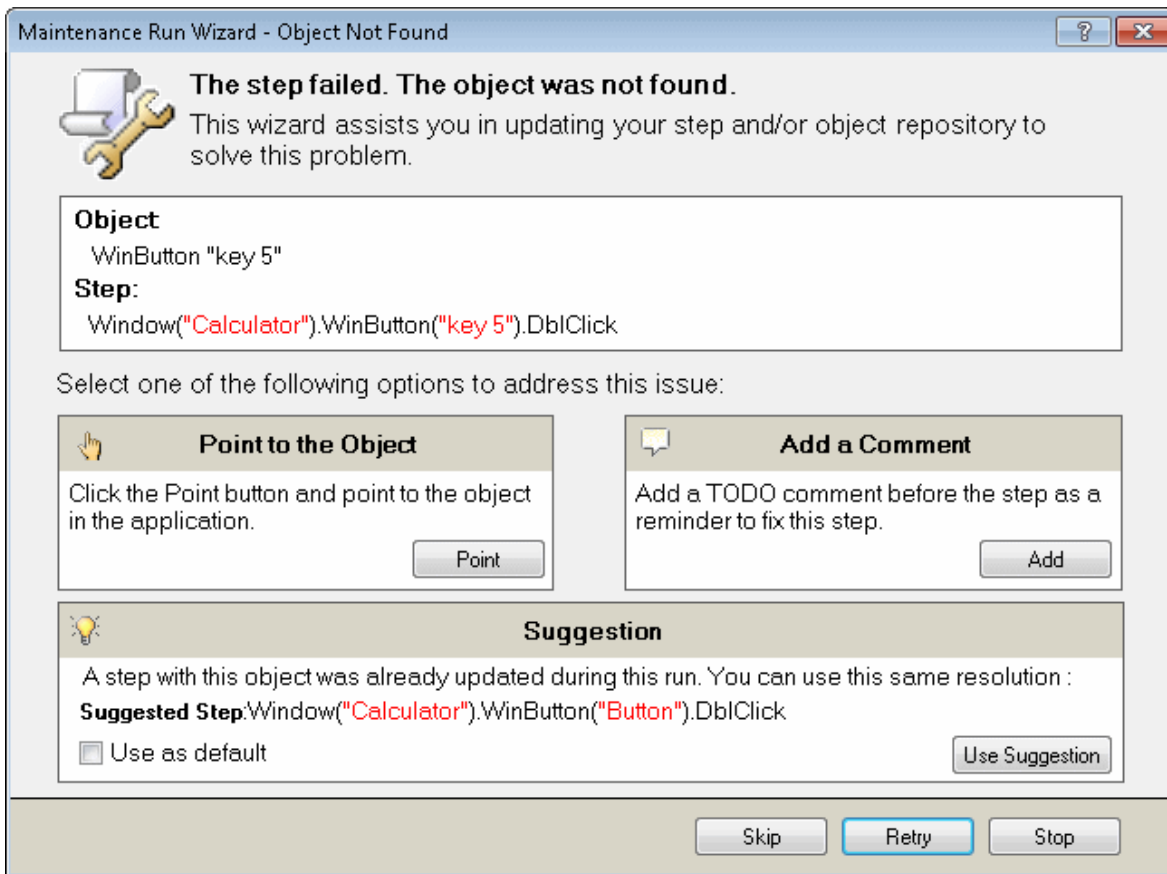 Maintenance Run Wizard - Object Not Found
The step failed. The object was not found.
This wizard assists you in updating your step and/or object repository to
solve this problem.
Object
WinButton "key 5"
Step:
Window("Calculator").WinButton("key 5").DblClick
Select one of the following options to address this issue:
Point to the Object
Click the Point button and point to the object
in the application.
Point
Add a Comment
Add a TODO comment before the step as a
reminder to fix this step.
Add
Suggestion
A step with this object was already updated during this run. You can use this same resolution :
Suggested Step:Window("Calculator").WinButton("Button").DblClick
Use as default
Use Suggestion
Skip
Retry
Stop